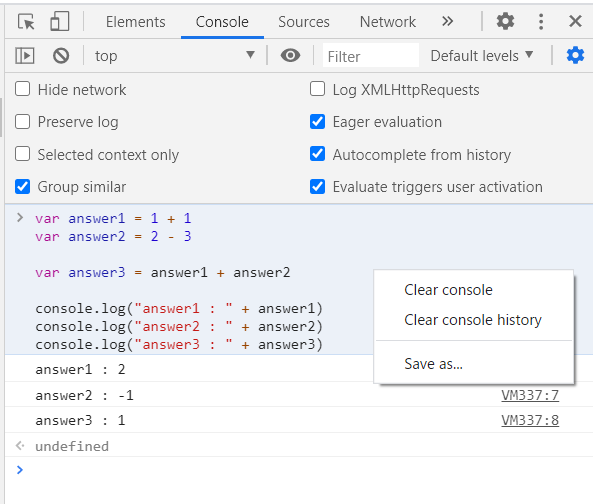 Elements Console Sources Network
top Filter Default levels
Hide network Log XMLHttpRequests
Preserve log Eager evaluation
Selected context only Autocomplete from history
Group similar Evaluate triggers user activation
var answer1 = 1 + 1
var answer2 = 2 - 3
var answer3 = answer1 + answer2
console.log("answer1 : " + answer1)
console.log("answer2 : " + answer2)
console.log("answer3 : " + answer3)
Clear console
Clear console history
Save as...
answer1 : 2
answer2 : -1 VM337:7
answer3 : 1 VM337:8
undefined